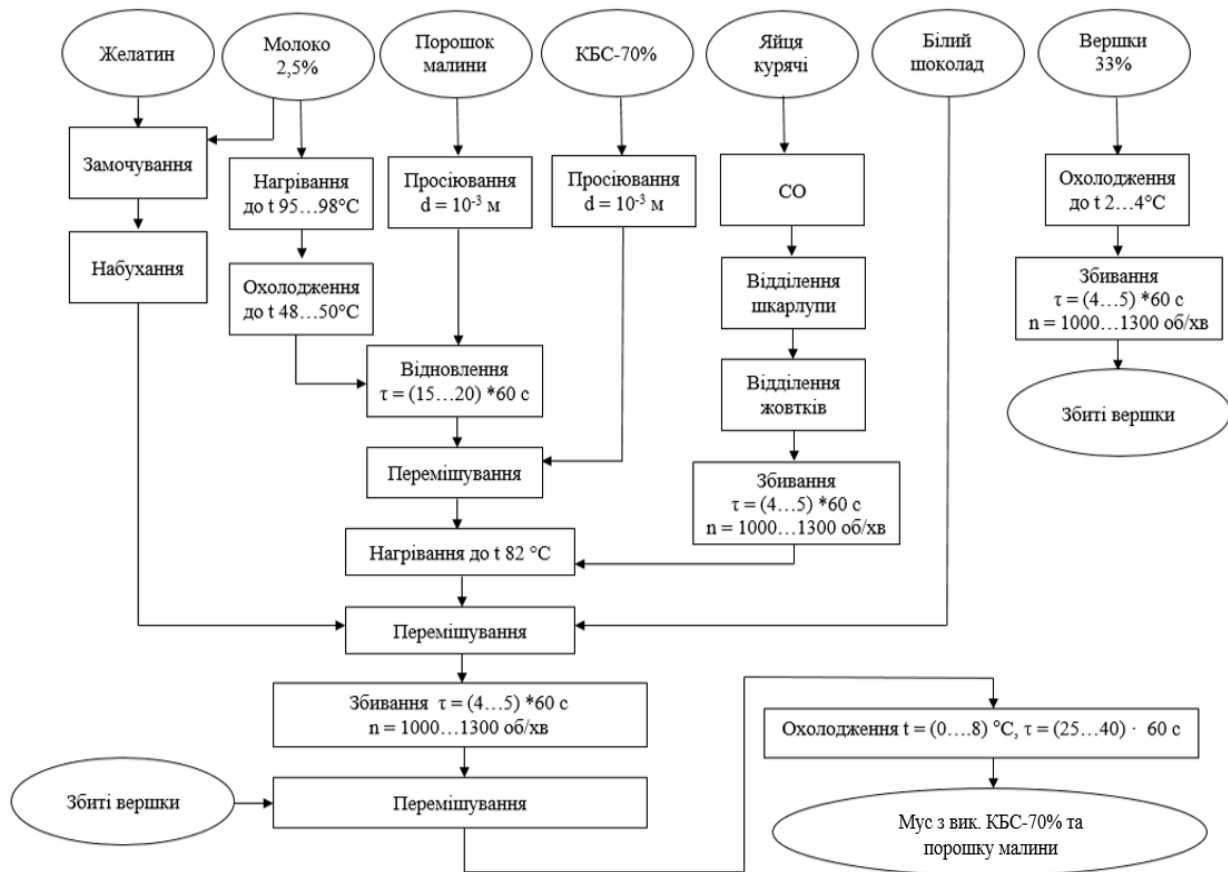 Желатин
Молоко
2,5%
Порошок
малини
КБС-70%
Яйця
курячі
Білий
шоколад
Вершки
33%
Замочування
Нагрівання
до t 95…98°C
Просіювання
d = 10⁻³ м
Просіювання
d = 10⁻³ м
СО
Охолодження
до t 2…4°C
Набухання
Охолодження
до t 48…50°C
Відділення
шкарлупи
Збивання
τ = (4…5) *60 с
n = 1000…1300 об/хв
Відновлення
τ = (15…20) *60 с
Відділення
жовтків
Збиті вершки
Перемішування
Збивання
τ = (4…5) *60 с
n = 1000…1300 об/хв
Нагрівання до t 82 °C
Перемішування
Збивання τ = (4…5) *60 с
n = 1000…1300 об/хв
Охолодження t = (0….8) °C, τ = (25…40) · 60 с
Збиті вершки
Перемішування
Мус з вик. КБС-70% та
порошку малини